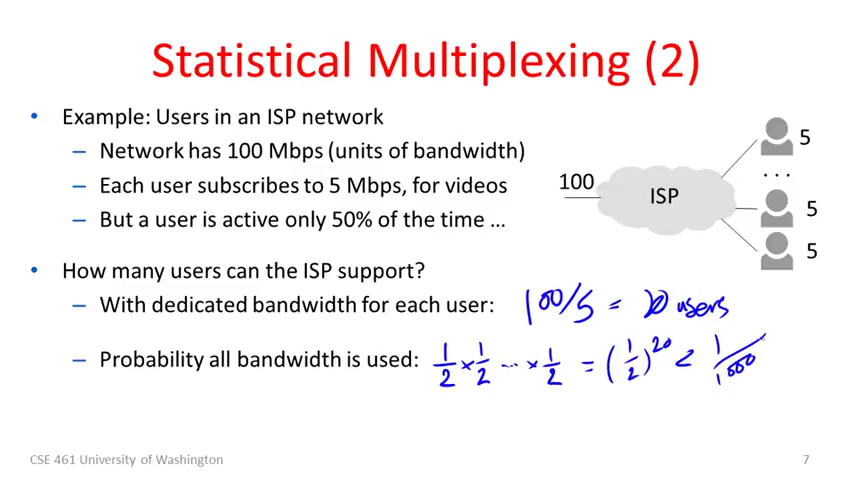 Statistical Multiplexing (2)
• Example: Users in an ISP network
– Network has 100 Mbps (units of bandwidth)
– Each user subscribes to 5 Mbps, for videos
– But a user is active only 50% of the time …
100
ISP
5
. . .
5
5
• How many users can the ISP support?
– With dedicated bandwidth for each user: 100/5 = 20 users
– Probability all bandwidth is used: 1/2 × 1/2 ... × 1/2 = (1/2)^20 < 1/1000
CSE 461 University of Washington
7